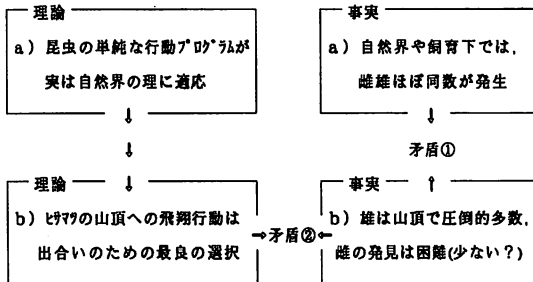 理論
a) 昆虫の単純な行動プログラムが
実は自然界の理に適応
事実
a) 自然界や飼育下では,
雌雄ほぼ同数が発生
⇓
⇓
⇓
矛盾①
理論
⇓
b) ヒサマツの山頂への飛翔行動は
出合いのための最良の選択
→矛盾②←
事実
⇑
b) 雄は山頂で圧倒的多数,
雌の発見は困難(少ない?)